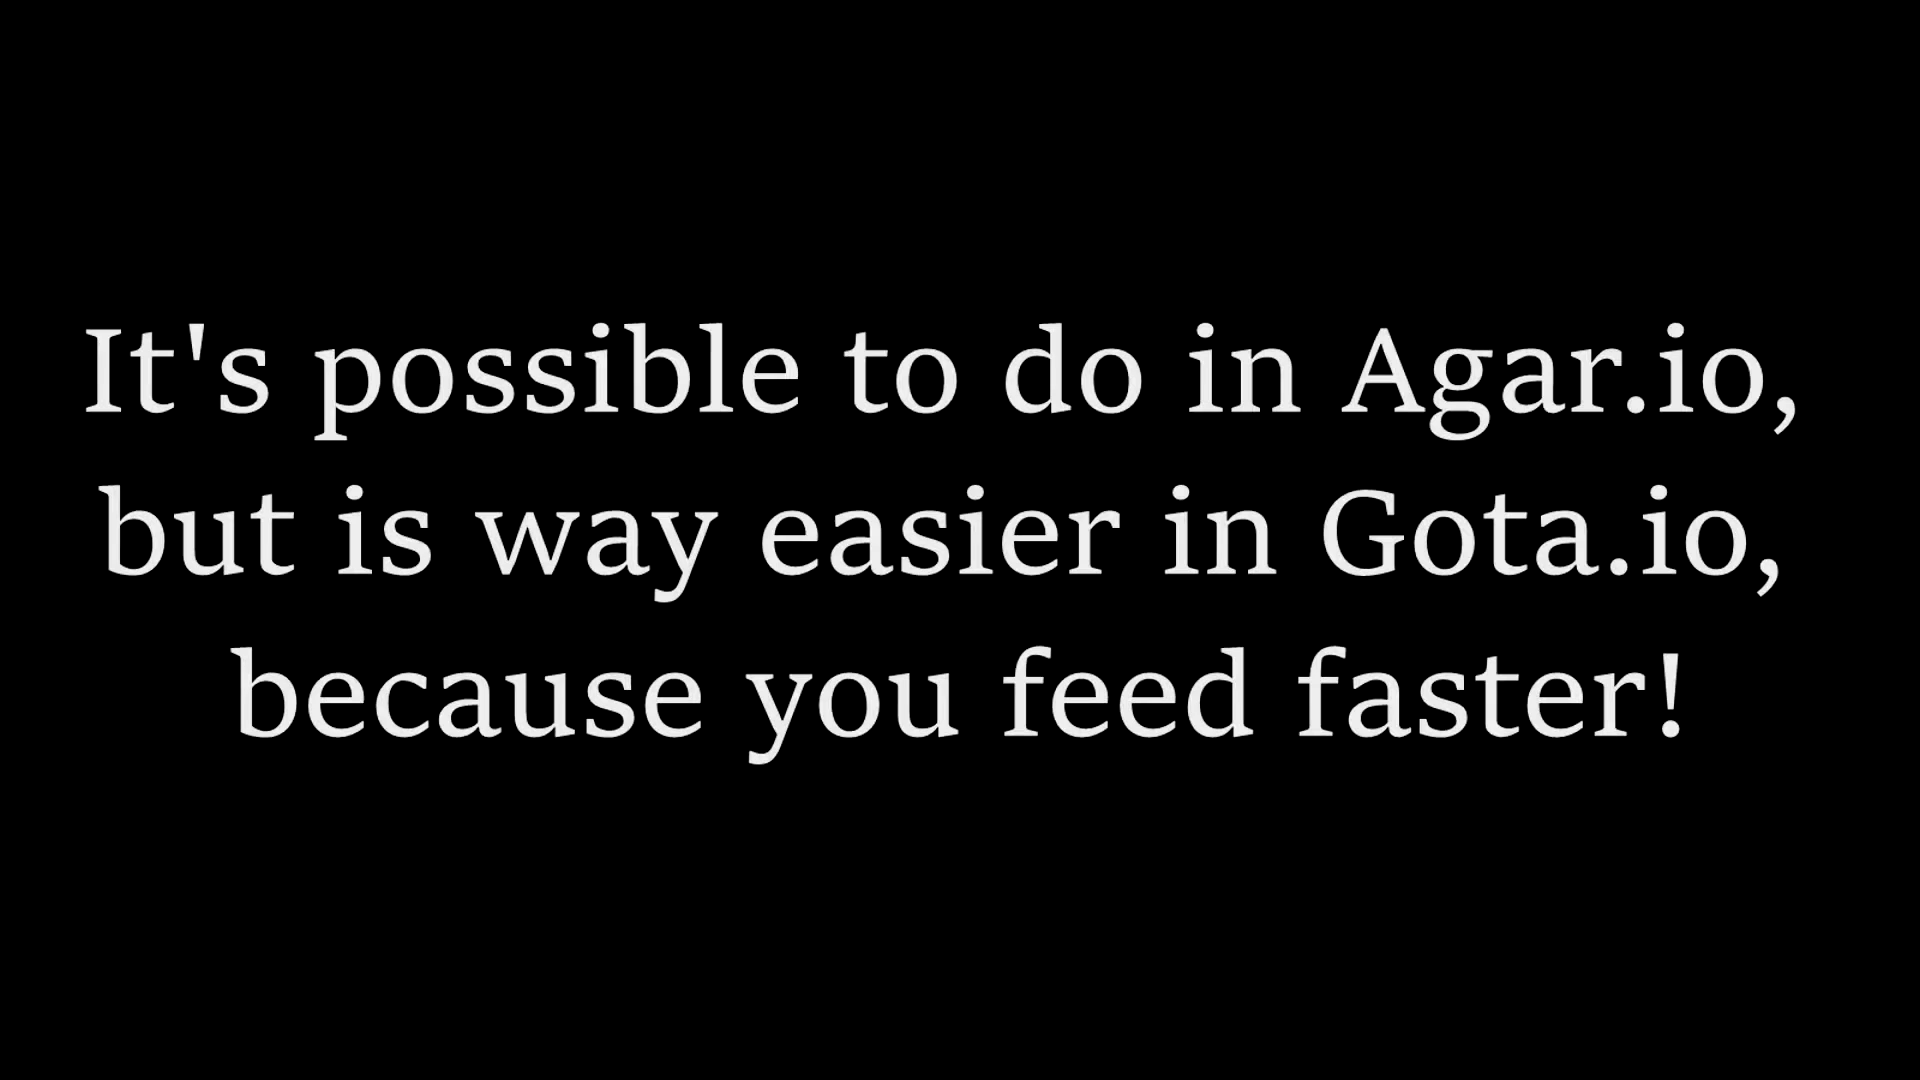 It's possible to do in Agar.io,
but is way easier in Gota.io,
because you feed faster!